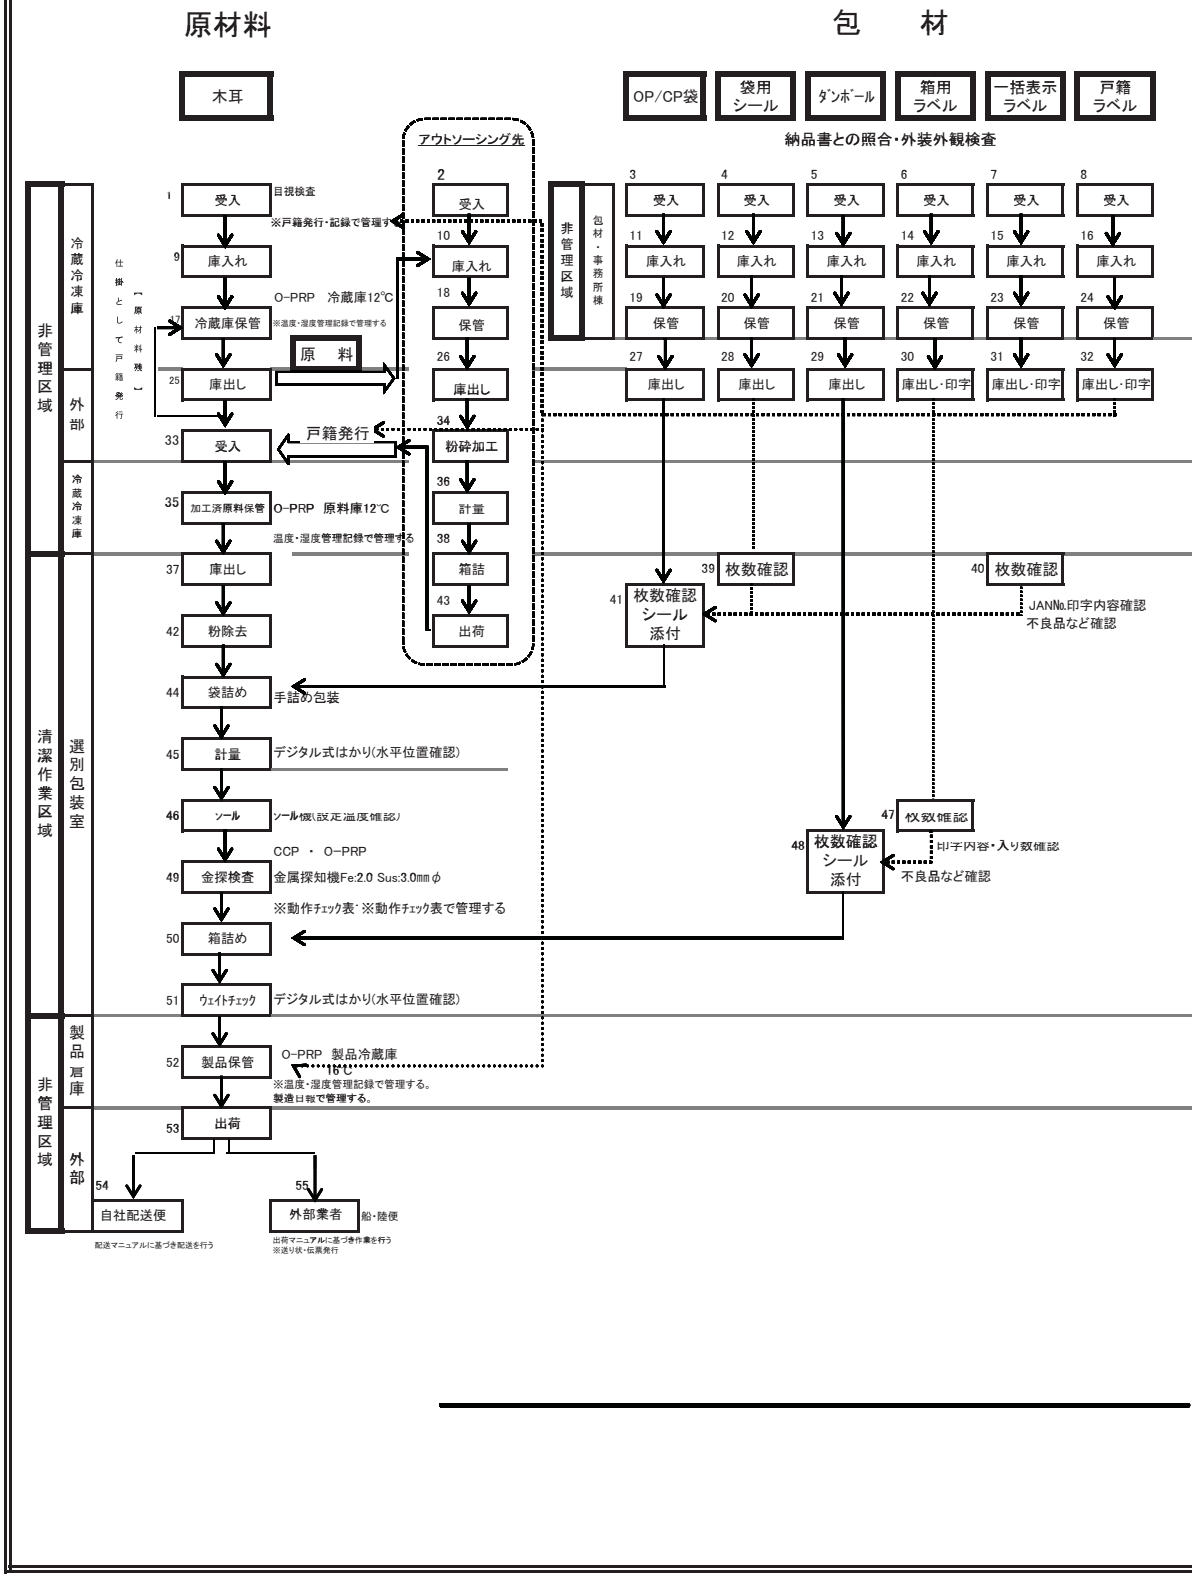 原材料
包　材
木耳
OP/CP袋
袋用
シール
ダンボール
箱用
ラベル
一括表示
ラベル
戸籍
ラベル
納品書との照合・外装外観検査
アウトソーシング先
非管理区域
冷蔵冷凍庫
1
受入
目視検査
※戸籍発行・記録で管理する
2
受入
非管理区域
包材・事務所棟
3
受入
4
受入
5
受入
6
受入
7
受入
8
受入
9
庫入れ
10
庫入れ
11
庫入れ
12
庫入れ
13
庫入れ
14
庫入れ
15
庫入れ
16
庫入れ
仕掛として戸籍発行
【原材料残】
17
冷蔵庫保管
O-PRP　冷蔵庫12℃
※温度・湿度管理記録で管理する
18
保管
19
保管
20
保管
21
保管
22
保管
23
保管
24
保管
原　料
外部
25
庫出し
26
庫出し
27
庫出し
28
庫出し
29
庫出し
30
庫出し・印字
31
庫出し・印字
32
庫出し・印字
33
受入
戸籍発行
34
粉砕加工
冷蔵冷凍庫
35
加工済原料保管
O-PRP　原料庫12℃
温度・湿度管理記録で管理する
36
計量
38
箱詰
清潔作業区域
選別包装室
37
庫出し
39
枚数確認
40
枚数確認
41
枚数確認
シール
添付
JAN№.印字内容確認
不良品など確認
42
粉除去
43
出荷
44
袋詰め
手詰め包装
45
計量
デジタル式はかり(水平位置確認)
46
シール
シール機(設定温度確認)
47
枚数確認
印字内容・入り数確認
48
枚数確認
シール
添付
不良品など確認
CCP ・ O-PRP
49
金探検査
金属探知機Fe:2.0 Sus:3.0㎜φ
※動作チェック表・※動作チェック表で管理する
50
箱詰め
51
ウェイトチェック
デジタル式はかり(水平位置確認)
非管理区域
製品倉庫
52
製品保管
O-PRP　製品冷蔵庫
16℃
※温度・湿度管理記録で管理する。
製造日報で管理する。
外部
53
出荷
54
自社配送便
配送マニュアルに基づき配送を行う
55
外部業者
船・陸便
出荷マニュアルに基づき作業を行う
※送り状・伝票発行